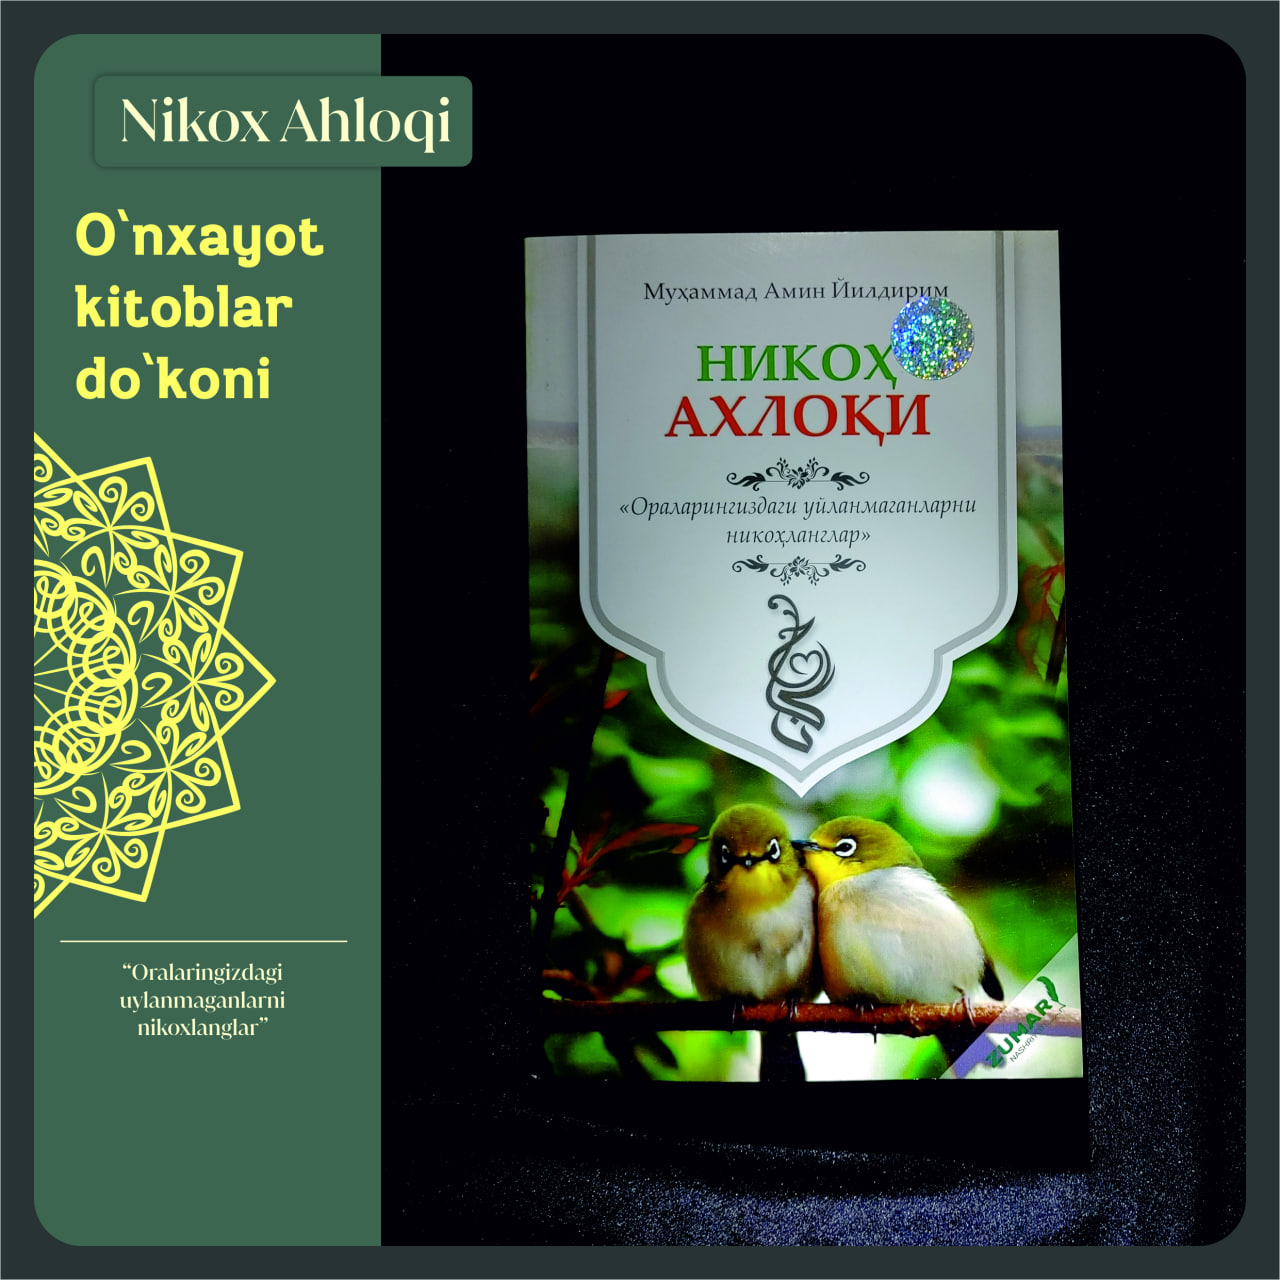 Nikox Ahloqi
O`nxayot
kitoblar
do`koni
“Oralaringizdagi
uylanmaganlarni
nikoxlanglar”
Муҳаммад Амин Йилдирим
НИКОҲ
АХЛОҚИ
«Ораларингиздаги уйланмаганларни
никоҳланглар»
ZUMAR